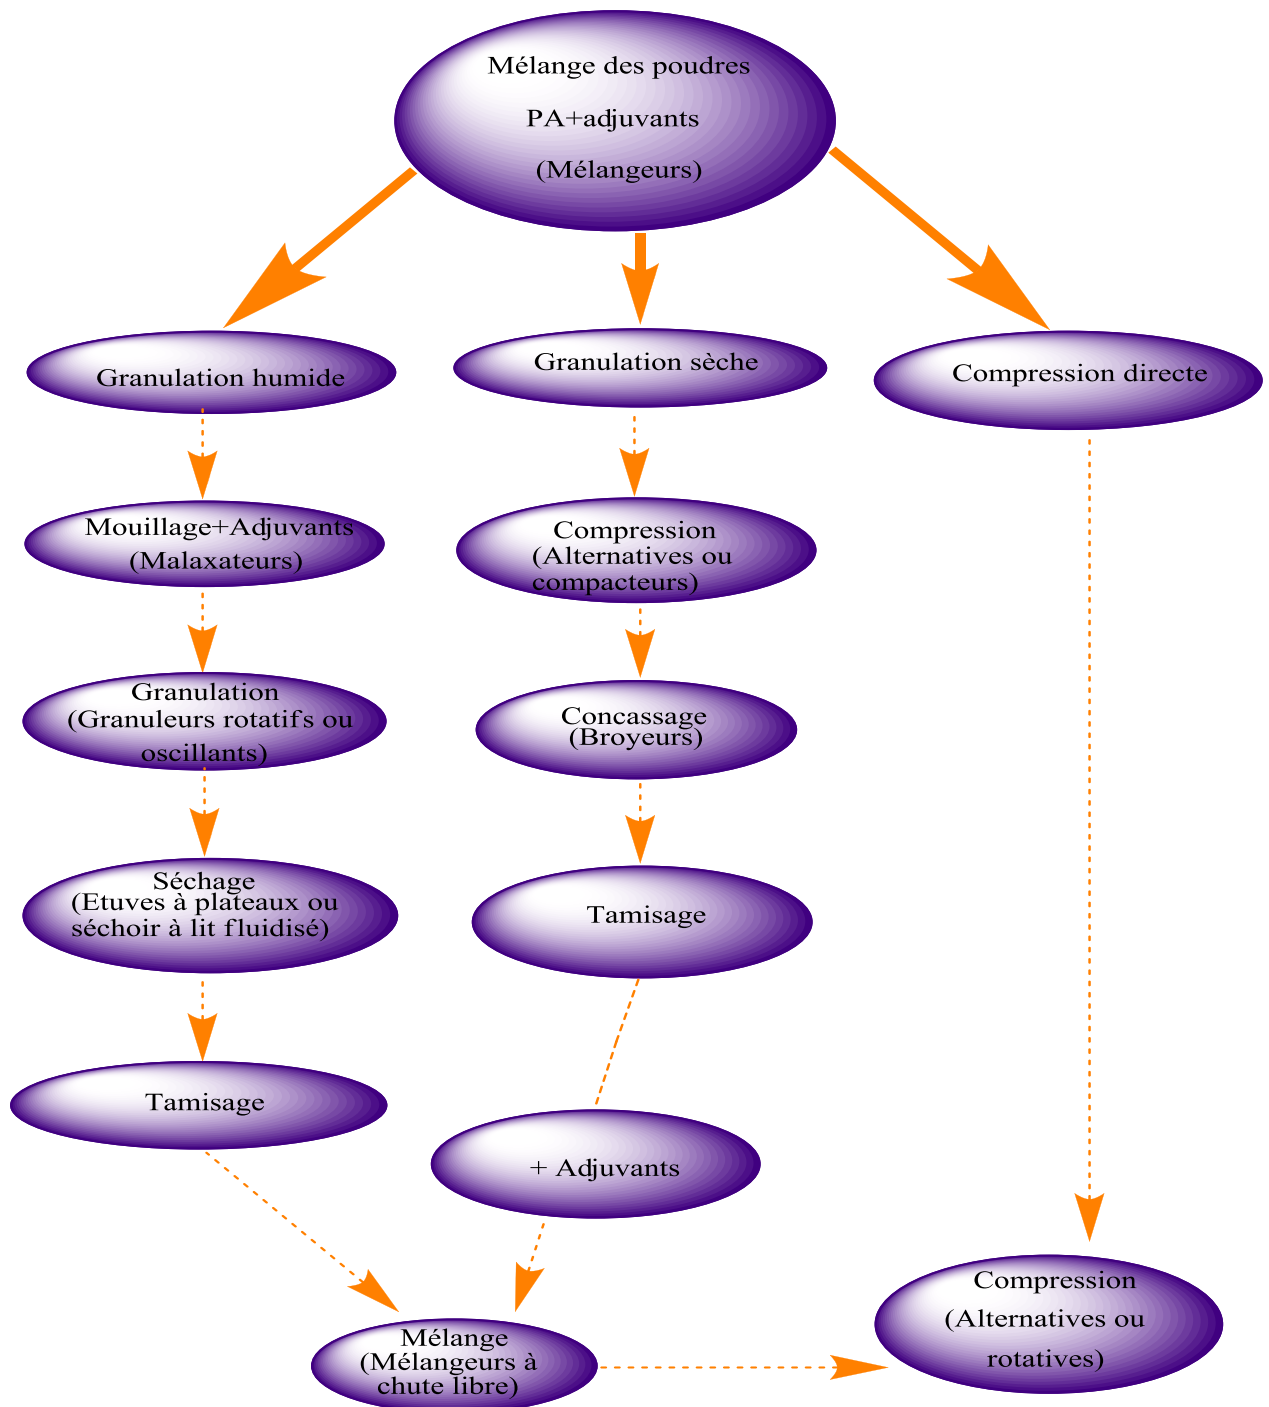 Mélange des poudres
PA+adjuvants
(Mélangeurs)
Granulation humide
Granulation sèche
Compression directe
Mouillage+Adjuvants
(Malaxateurs)
Compression
(Alternatives ou
compacteurs)
Granulation
(Granuleurs rotatifs ou
oscillants)
Concassage
(Broyeurs)
Séchage
(Etuves à plateaux ou
séchoir à lit fluidisé)
Tamisage
Tamisage
+ Adjuvants
Mélange
(Mélangeurs à
chute libre)
Compression
(Alternatives ou
rotatives)